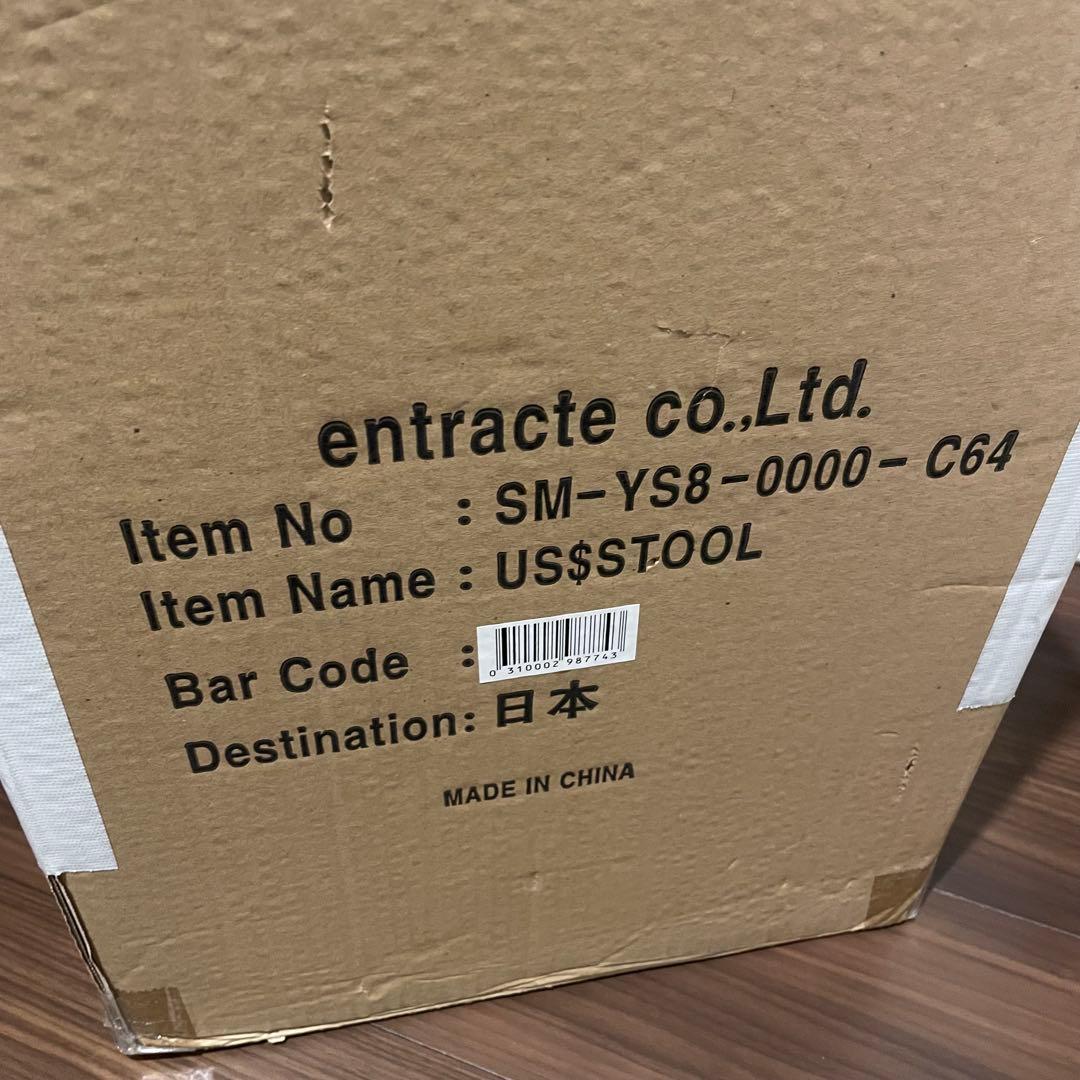 entracte co.,Ltd.
Item No : SM-YS8-0000-C64
Item Name : US$STOOL
Bar Code :
0 310002 987743
Destination: 日本
MADE IN CHINA